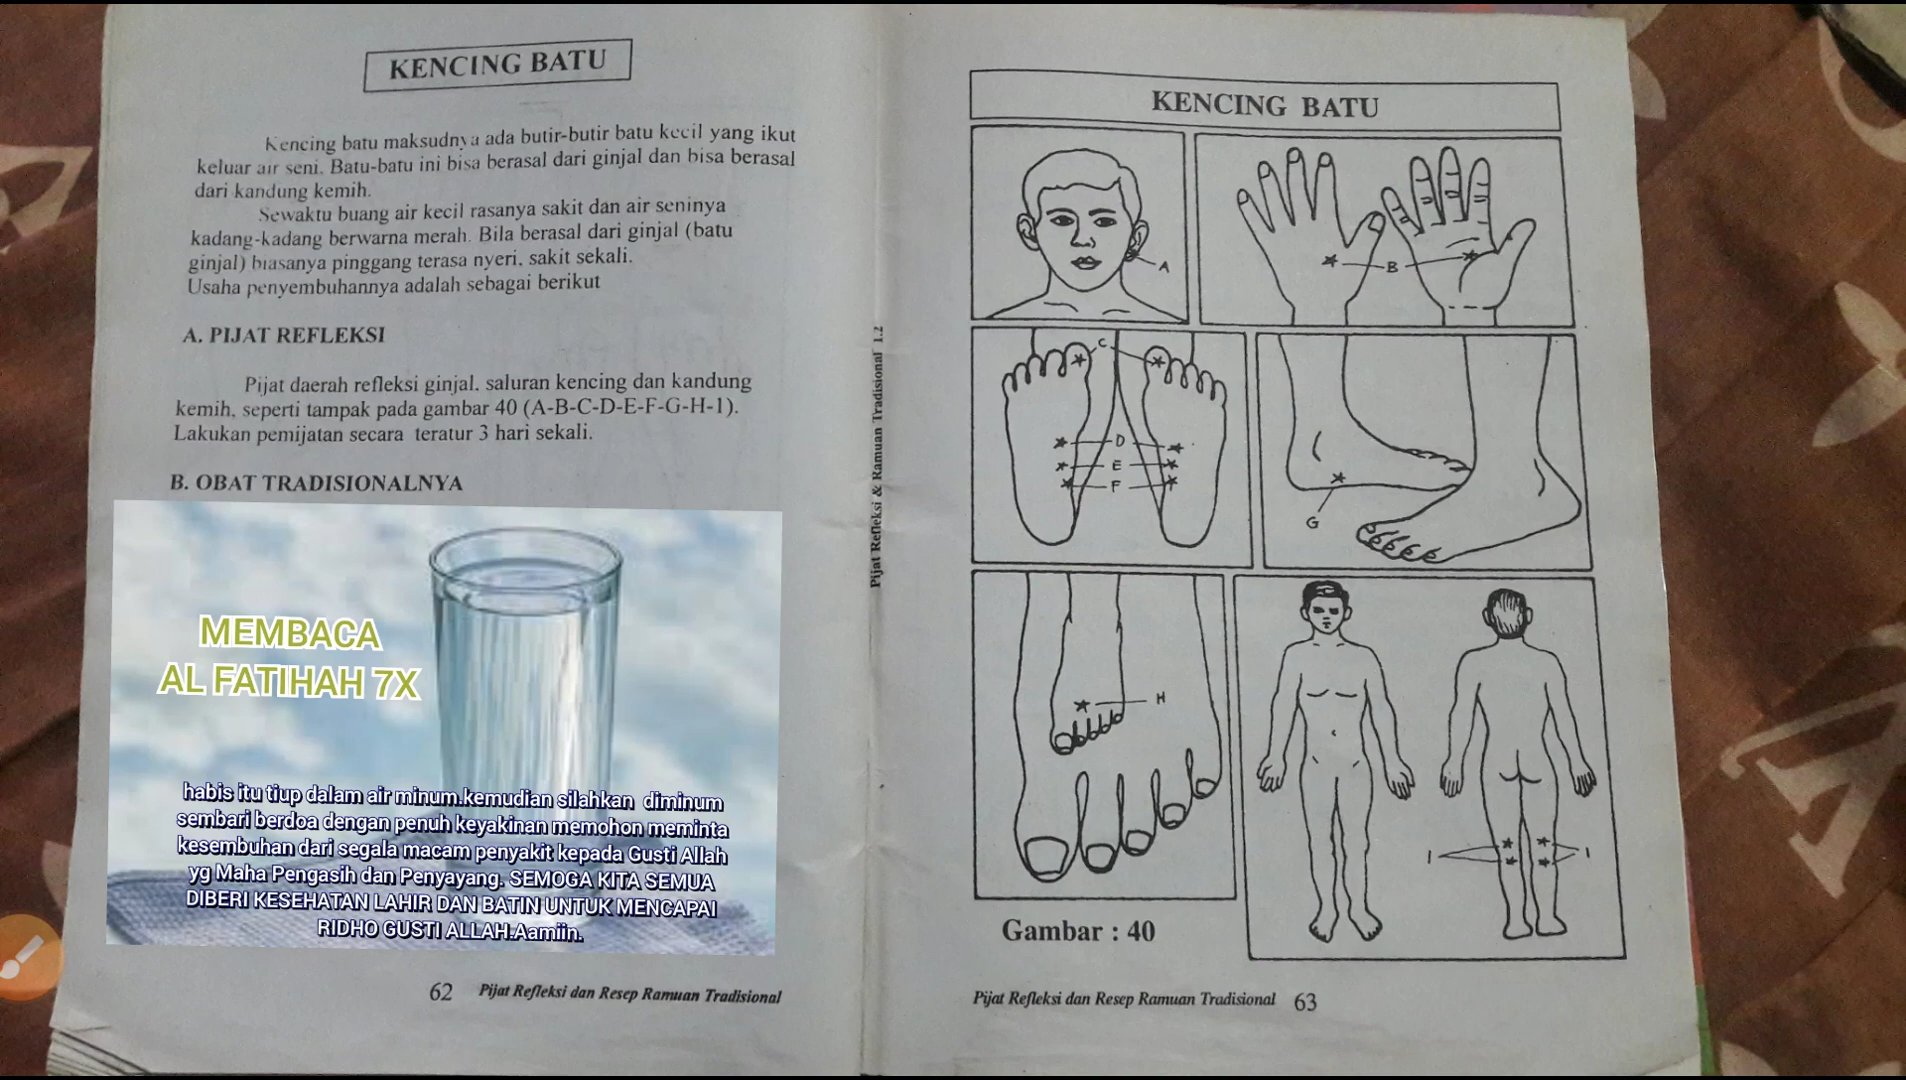 KENCING BATU
Kencing batu maksudnya ada butir-butir batu kecil yang ikut
keluar air seni. Batu-batu ini bisa berasal dari ginjal dan bisa berasal
dari kandung kemih.
Sewaktu buang air kecil rasanya sakit dan air seninya
kadang-kadang berwarna merah. Bila berasal dari ginjal (batu
ginjal) biasanya pinggang terasa nyeri, sakit sekali.
Usaha penyembuhannya adalah sebagai berikut
A. PIJAT REFLEKSI
Pijat daerah refleksi ginjal, saluran kencing dan kandung
kemih, seperti tampak pada gambar 40 (A-B-C-D-E-F-G-H-1).
Lakukan pemijatan secara teratur 3 hari sekali.
B. OBAT TRADISIONALNYA
MEMBACA
AL FATIHAH 7X
habis itu tiup dalam air minum.kemudian silahkan diminum
sembari berdoa dengan penuh keyakinan memohon meminta
kesembuhan dari segala macam penyakit kepada Gusti Allah
yg Maha Pengasih dan Penyayang. SEMOGA KITA SEMUA
DIBERI KESEHATAN LAHIR DAN BATIN UNTUK MENCAPAI
RIDHO GUSTI ALLAH.Aamiin.
62 Pijat Refleksi dan Resep Ramuan Tradisional
Pijat Refleksi & Ramuan Tradisional 1.2
KENCING BATU
A
B
C
D
E
F
G
H
I I
Gambar : 40
Pijat Refleksi dan Resep Ramuan Tradisional 63